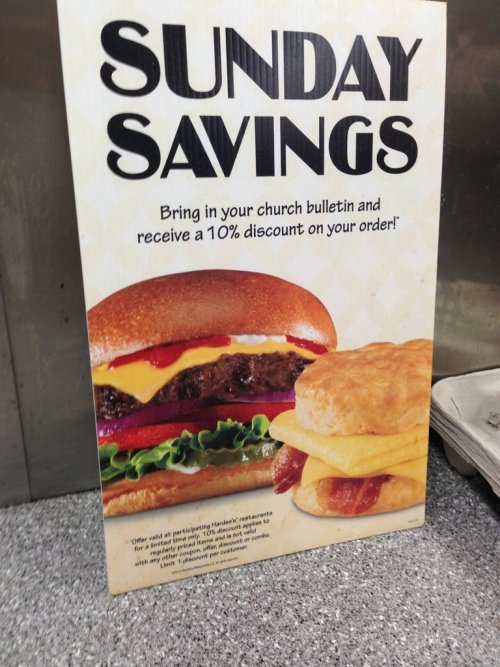 SUNDAY
SAVINGS
Bring in your church bulletin and
receive a 10% discount on your order!*
*Offer valid at participating Hardee's® restaurants
for a limited time only. 10% discount applies to
regularly priced items and is not valid
with any other coupon, offer, discount or combo.
Limit 1 discount per customer.